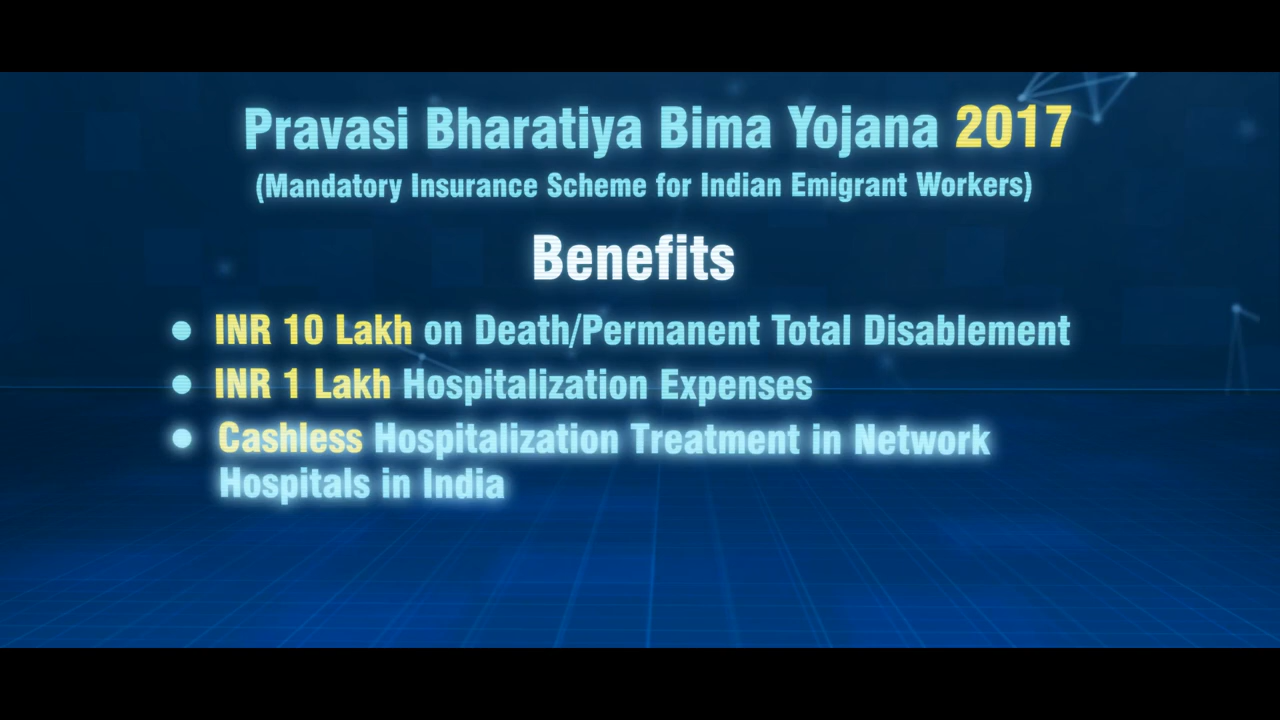 Pravasi Bharatiya Bima Yojana 2017
(Mandatory Insurance Scheme for Indian Emigrant Workers)
Benefits
• INR 10 Lakh on Death/Permanent Total Disablement
• INR 1 Lakh Hospitalization Expenses
• Cashless Hospitalization Treatment in Network
Hospitals in India